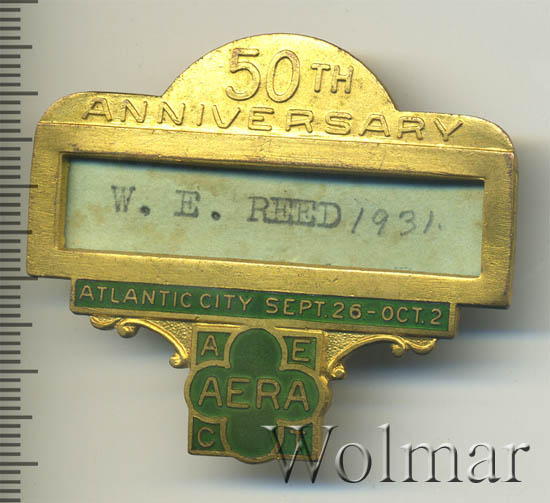 50TH
ANNIVERSARY
W. E. REED 1931.
ATLANTIC CITY SEPT. 26-OCT. 2
A E
AERA
C
Wolmar